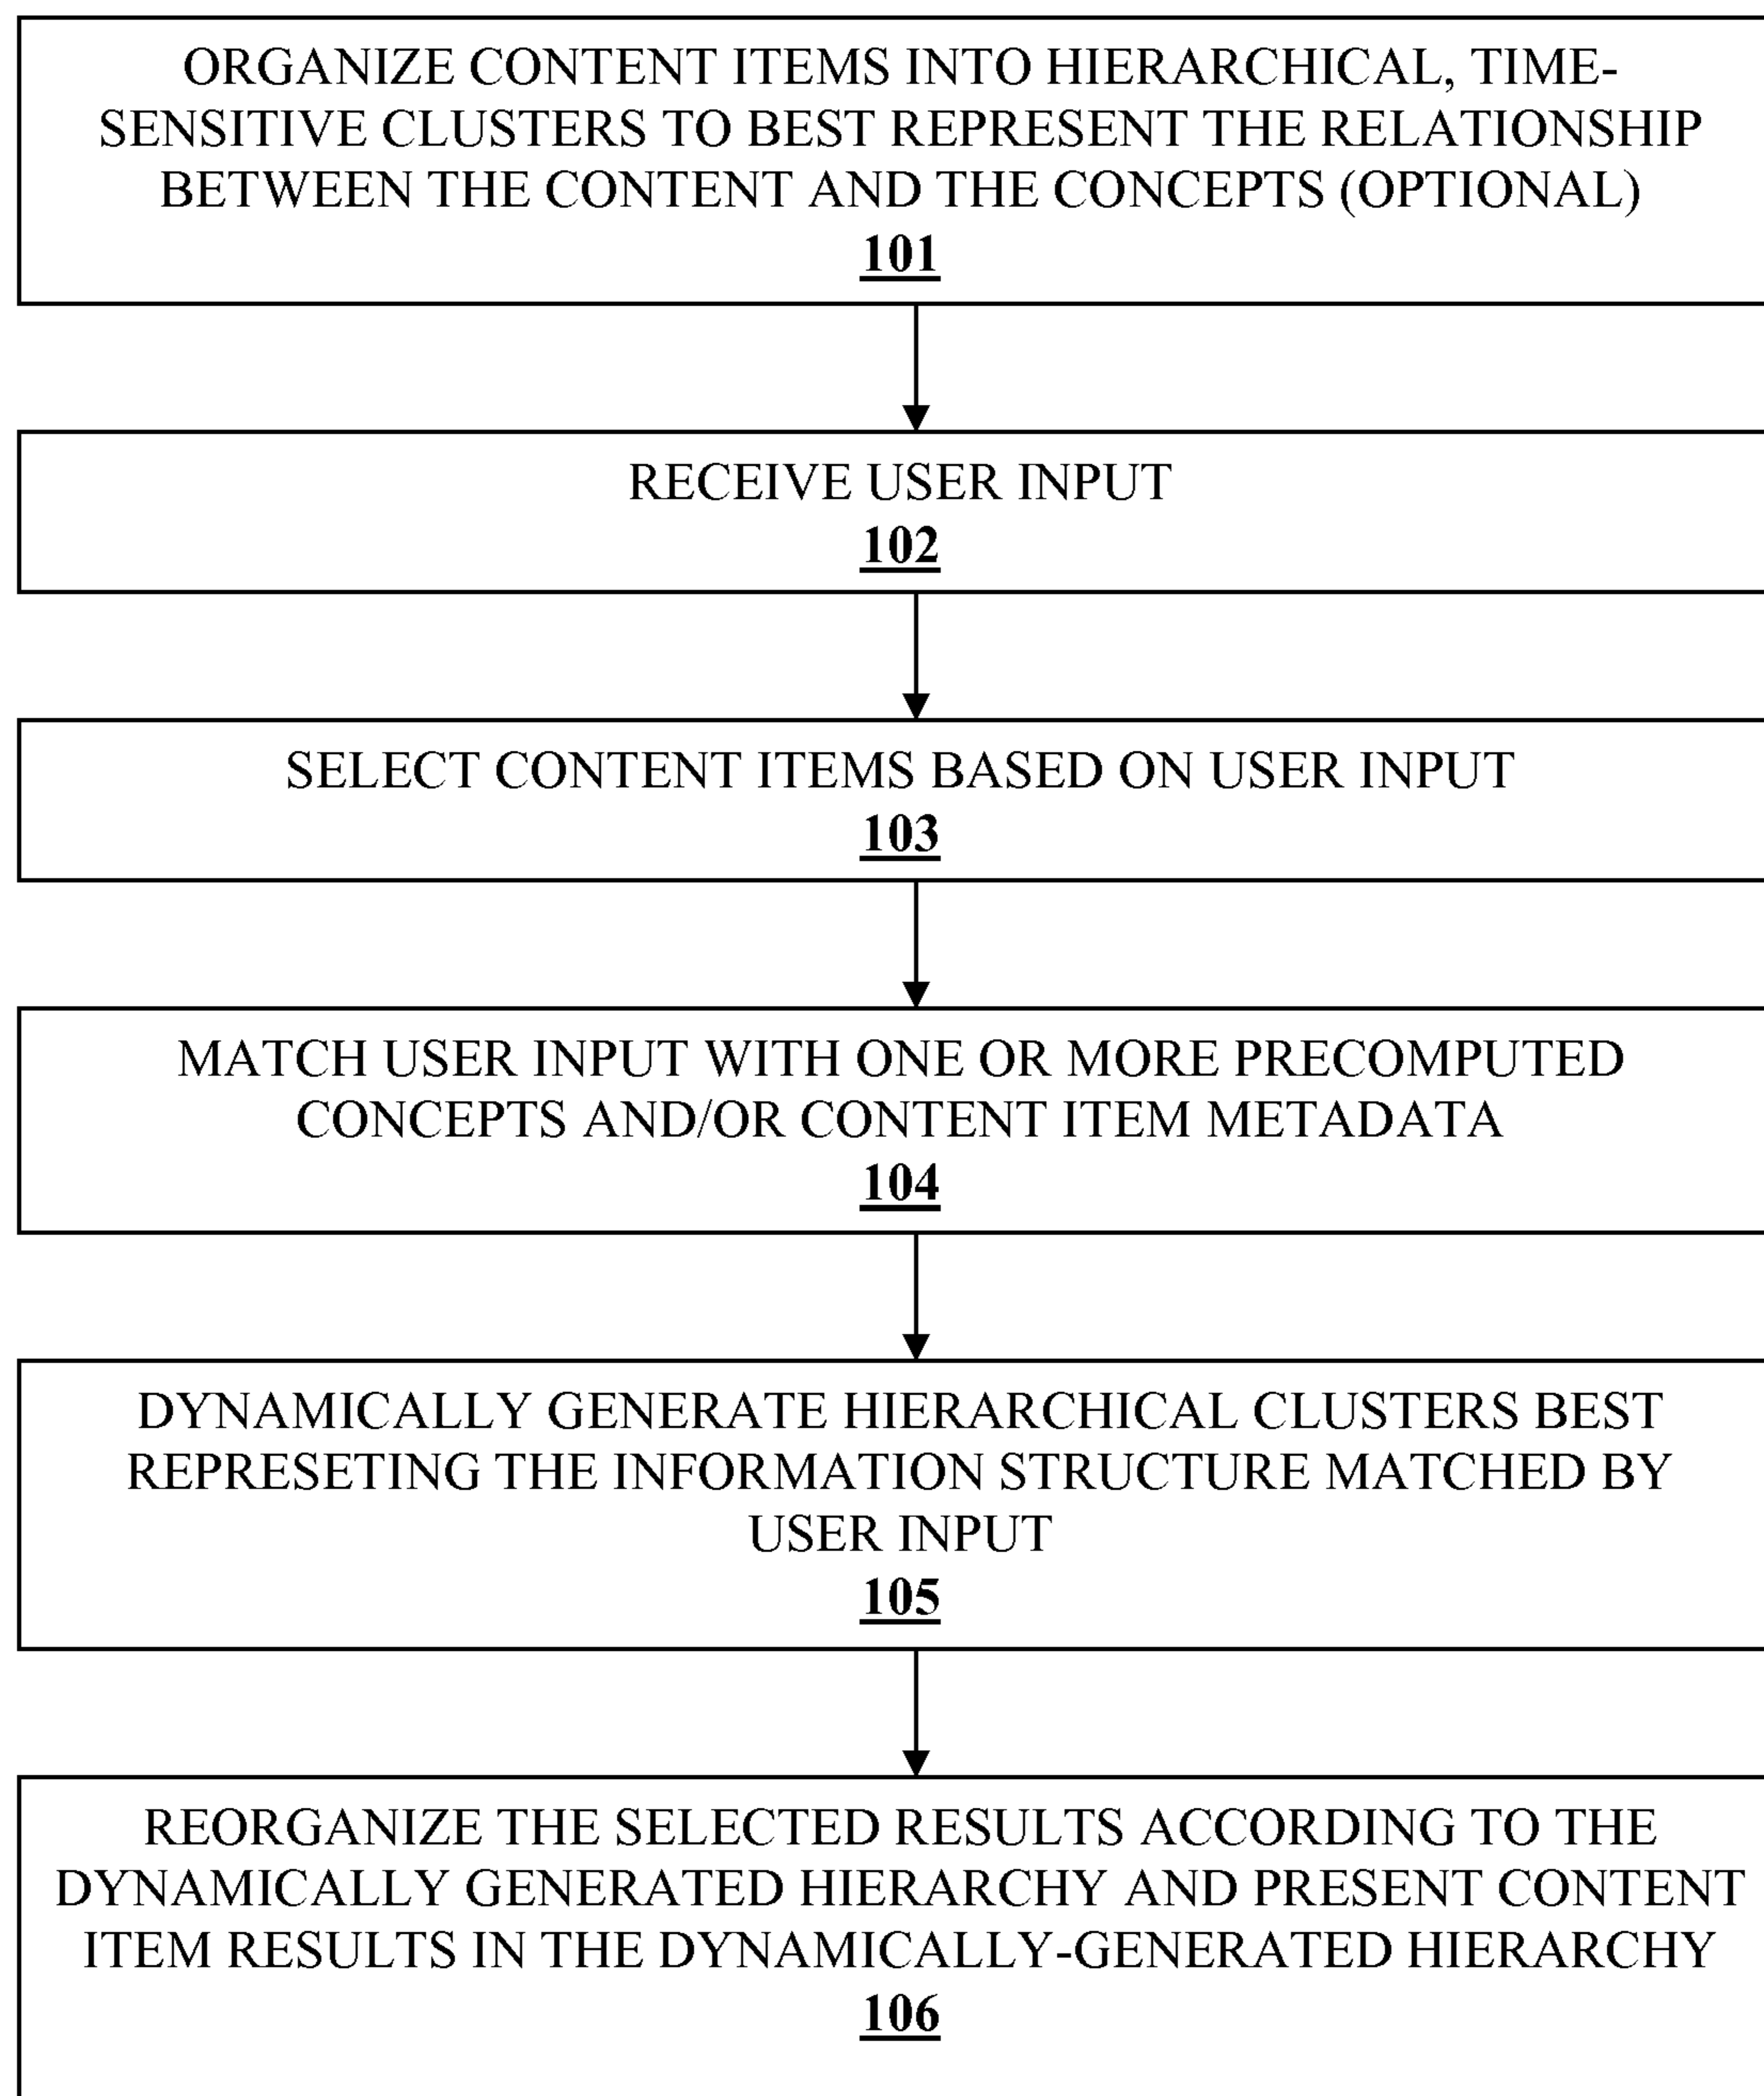 ORGANIZE CONTENT ITEMS INTO HIERARCHICAL, TIME-
SENSITIVE CLUSTERS TO BEST REPRESENT THE RELATIONSHIP
BETWEEN THE CONTENT AND THE CONCEPTS (OPTIONAL)
101
RECEIVE USER INPUT
102
SELECT CONTENT ITEMS BASED ON USER INPUT
103
MATCH USER INPUT WITH ONE OR MORE PRECOMPUTED
CONCEPTS AND/OR CONTENT ITEM METADATA
104
DYNAMICALLY GENERATE HIERARCHICAL CLUSTERS BEST
REPRESETING THE INFORMATION STRUCTURE MATCHED BY
USER INPUT
105
REORGANIZE THE SELECTED RESULTS ACCORDING TO THE
DYNAMICALLY GENERATED HIERARCHY AND PRESENT CONTENT
ITEM RESULTS IN THE DYNAMICALLY-GENERATED HIERARCHY
106